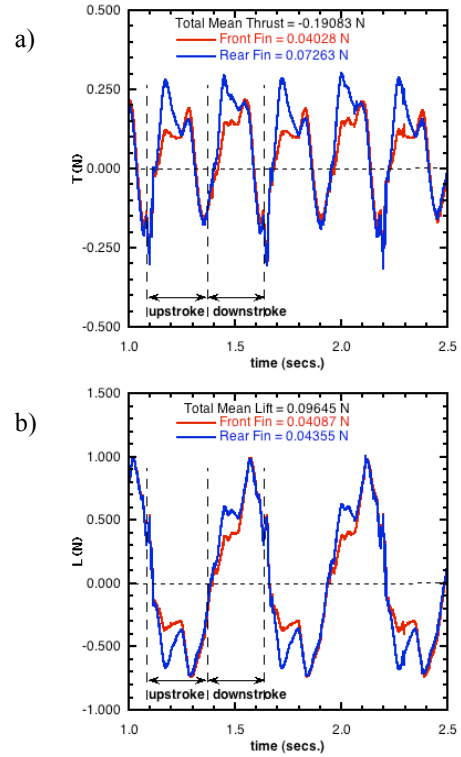 a)
0.500
Total Mean Thrust = -0.19083 N
Front Fin = 0.04028 N
Rear Fin = 0.07263 N
0.250
T (N)
0.000
-0.250
upstroke downstroke
-0.500
1.0 1.5 2.0 2.5
time (secs.)
b)
1.500
Total Mean Lift = 0.09645 N
Front Fin = 0.04087 N
Rear Fin = 0.04355 N
1.000
0.500
L (N)
0.000
-0.500
upstroke downstroke
-1.000
1.0 1.5 2.0 2.5
time (secs.)